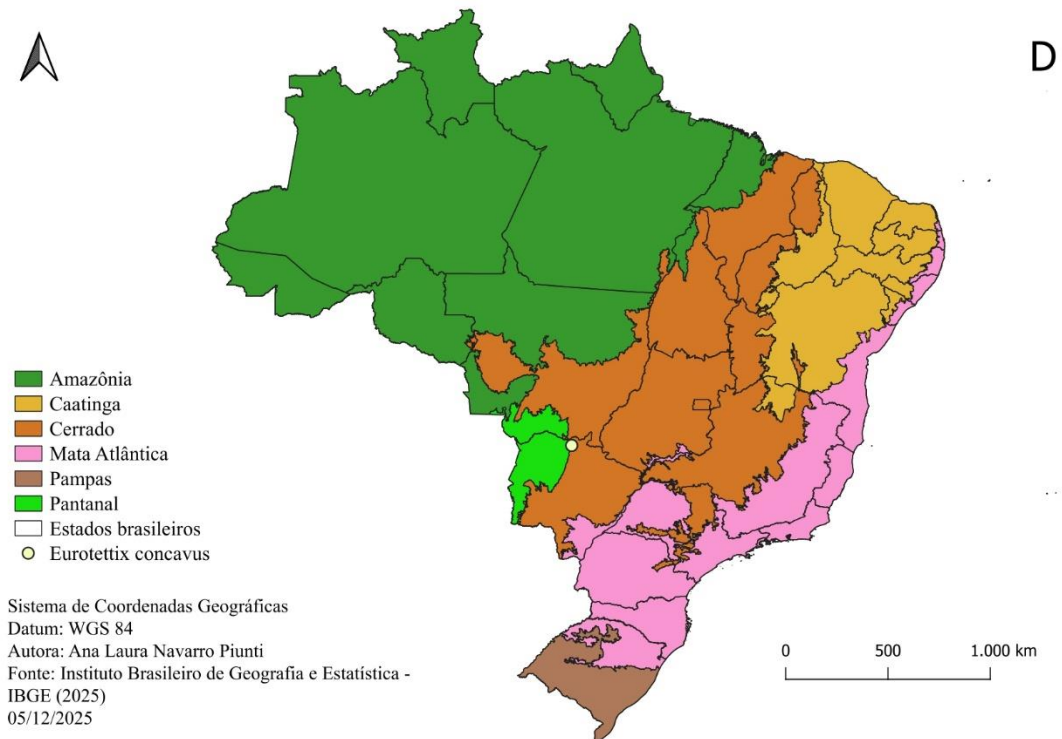 D
Amazônia
Caatinga
Cerrado
Mata Atlântica
Pampas
Pantanal
Estados brasileiros
Eurotettix concavus
Sistema de Coordenadas Geográficas
Datum: WGS 84
Autora: Ana Laura Navarro Piunti
Fonte: Instituto Brasileiro de Geografia e Estatística -
IBGE (2025)
05/12/2025
0 500 1.000 km